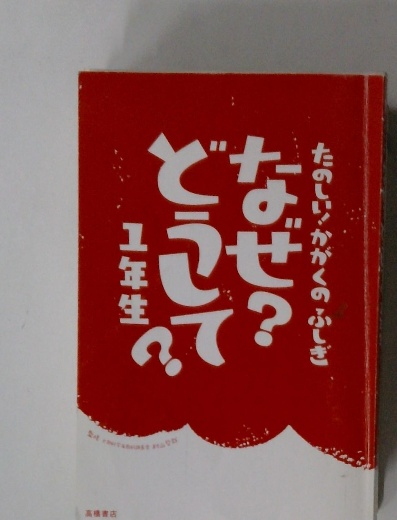 たのしい!かがくのふしぎ
なぜ?
どうして?
1年生
高橋書店